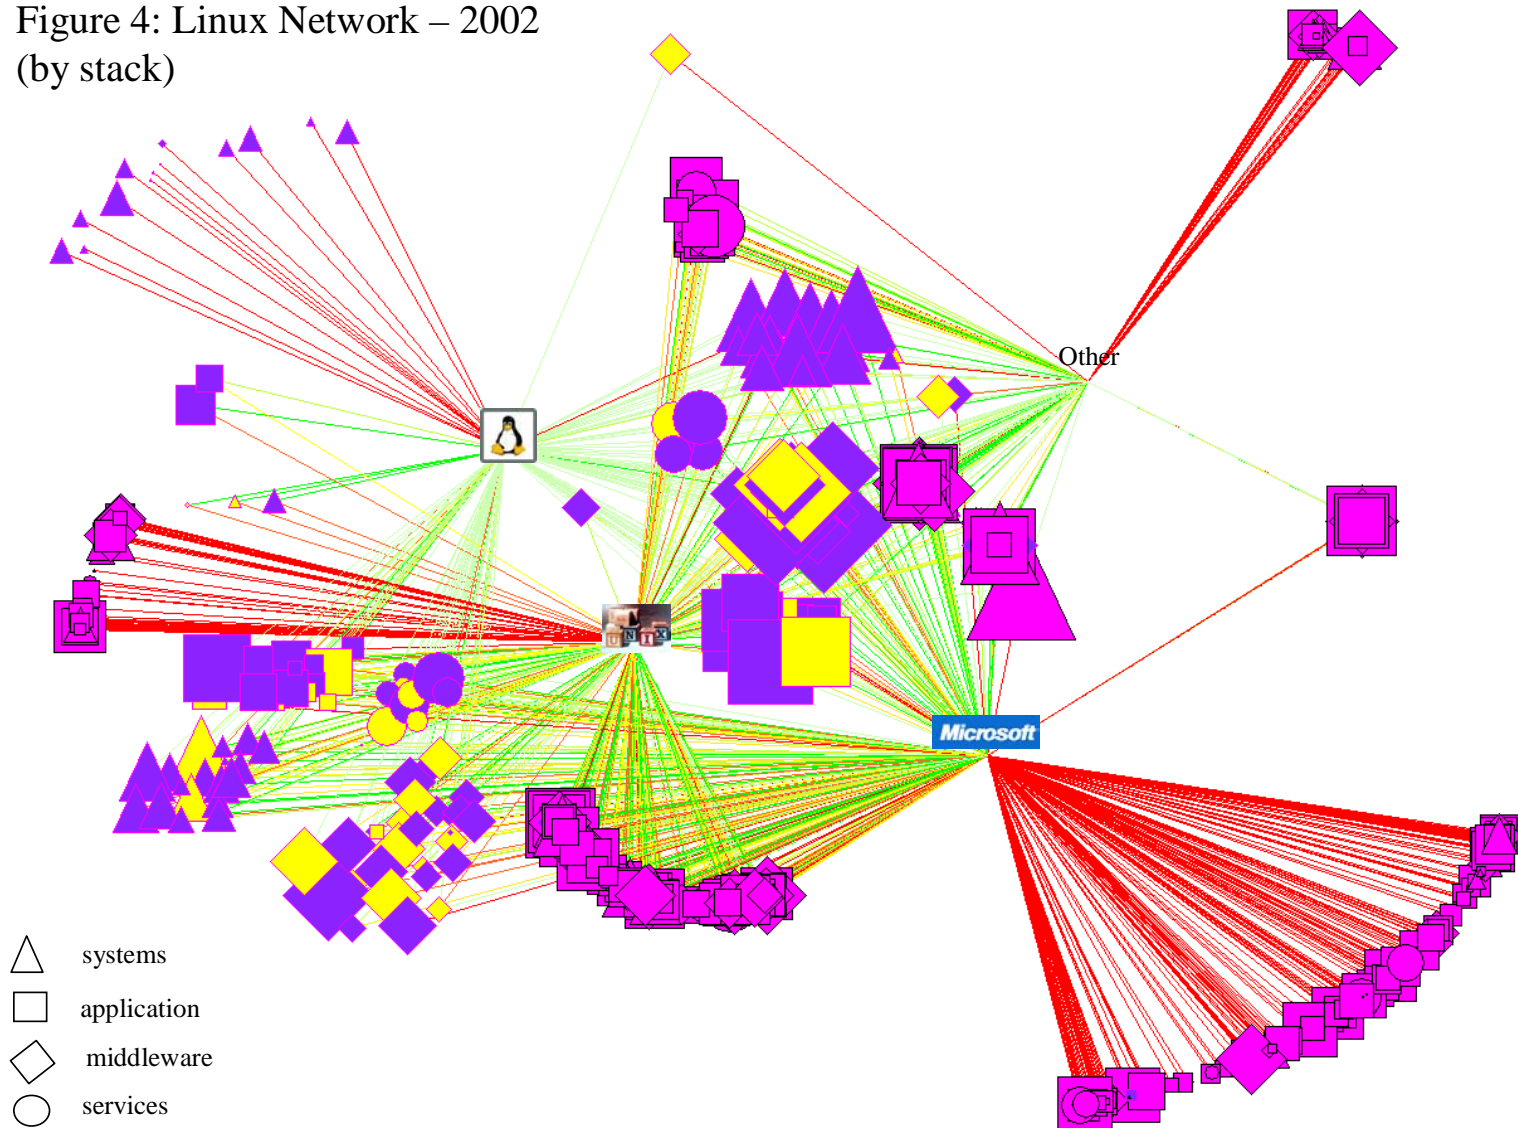 Figure 4: Linux Network – 2002
(by stack)
Other
UNIX
Microsoft
systems
application
middleware
services